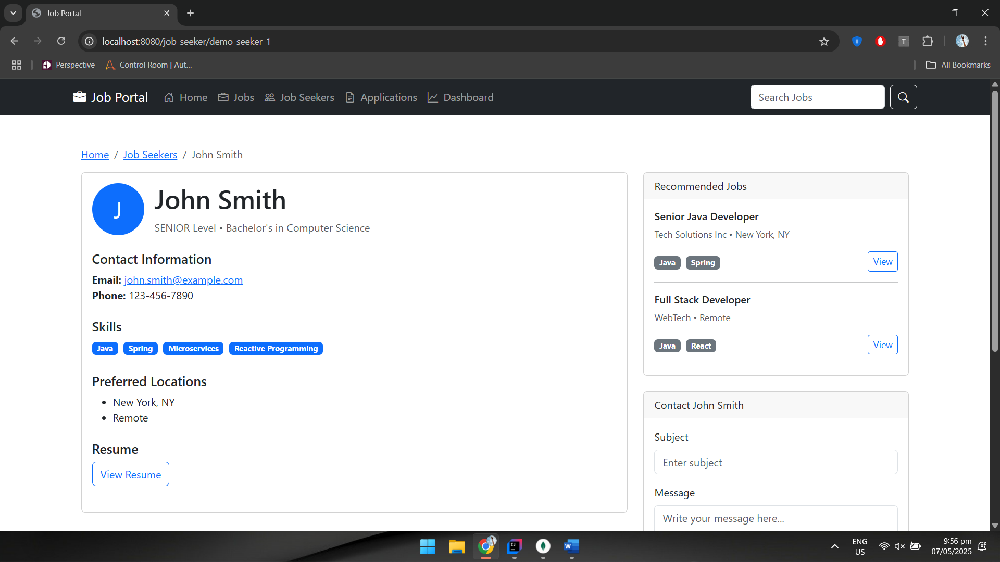 Job Portal
localhost:8080/job-seeker/demo-seeker-1
T
Perspective
Control Room | Aut...
All Bookmarks
Job Portal
Home
Jobs
Job Seekers
Applications
Dashboard
Search Jobs
Home / Job Seekers / John Smith
J
John Smith
SENIOR Level • Bachelor's in Computer Science
Contact Information
Email: john.smith@example.com
Phone: 123-456-7890
Skills
Java Spring Microservices Reactive Programming
Preferred Locations
• New York, NY
• Remote
Resume
View Resume
Recommended Jobs
Senior Java Developer
Tech Solutions Inc • New York, NY
Java Spring View
Full Stack Developer
WebTech • Remote
Java React View
Contact John Smith
Subject
Enter subject
Message
Write your message here...
IJ
W
ENG
US
9:56 pm
07/05/2025